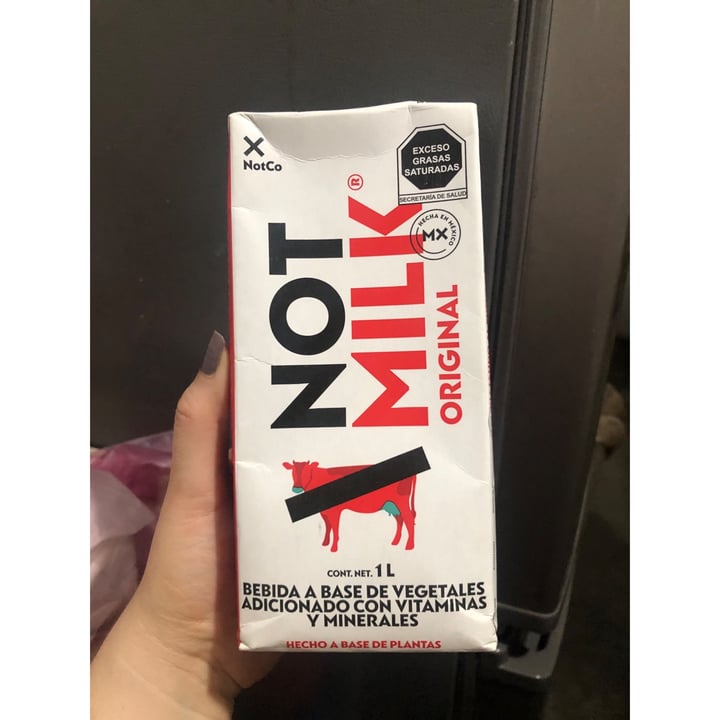 NotCo
EXCESO
GRASAS
SATURADAS
SECRETARÍA DE SALUD
HECHA EN MÉXICO
MX
NOT
MILK®
ORIGINAL
CONT. NET. 1 L
BEBIDA A BASE DE VEGETALES
ADICIONADO CON VITAMINAS
Y MINERALES
HECHO A BASE DE PLANTAS